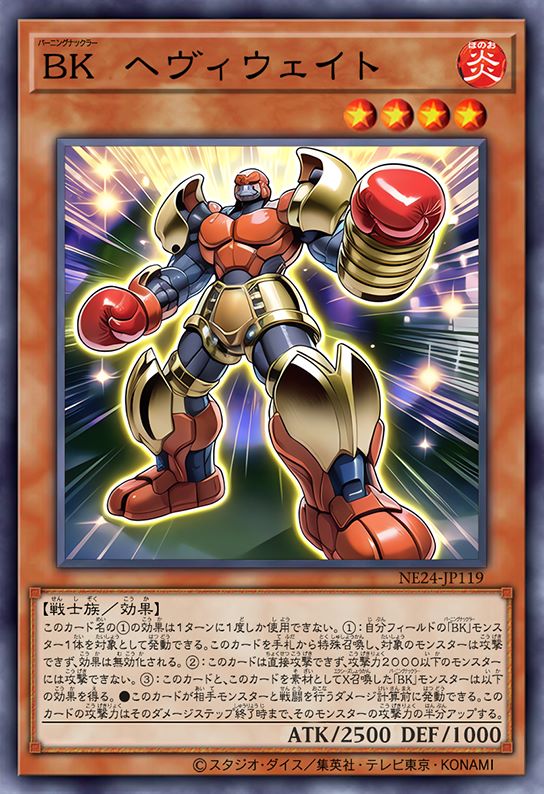 バーニングナックラー
BK ヘヴィウェイト
ほのお
炎
NE24-JP119
【戦士族／効果】
このカード名の①の効果は1ターンに1度しか使用できない。①：自分フィールドの「BK」モンス
ター1体を対象として発動できる。このカードを手札から特殊召喚し、対象のモンスターは攻撃
できず、効果は無効化される。②：このカードは直接攻撃できず、攻撃力2000以下のモンスター
には攻撃できない。③：このカードと、このカードを素材としてX召喚した「BK」モンスターは以下
の効果を得る。●このカードが相手モンスターと戦闘を行うダメージ計算前に発動できる。この
カードの攻撃力はそのダメージステップ終了時まで、そのモンスターの攻撃力の半分アップする。
ATK/2500 DEF/1000
©スタジオ・ダイス／集英社・テレビ東京・KONAMI